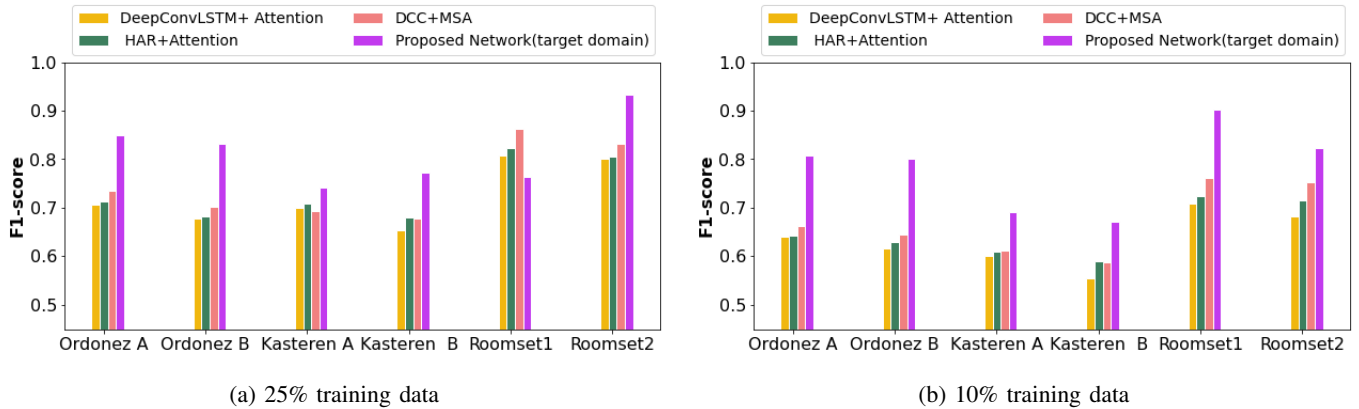 DeepConvLSTM+ Attention
DCC+MSA
HAR+Attention
Proposed Network(target domain)
1.0
0.9
0.8
0.7
0.6
0.5
F1-score
Ordonez A
Ordonez B
Kasteren A
Kasteren B
Roomset1
Roomset2
(a) 25% training data
DeepConvLSTM+ Attention
DCC+MSA
HAR+Attention
Proposed Network(target domain)
1.0
0.9
0.8
0.7
0.6
0.5
F1-score
Ordonez A
Ordonez B
Kasteren A
Kasteren B
Roomset1
Roomset2
(b) 10% training data